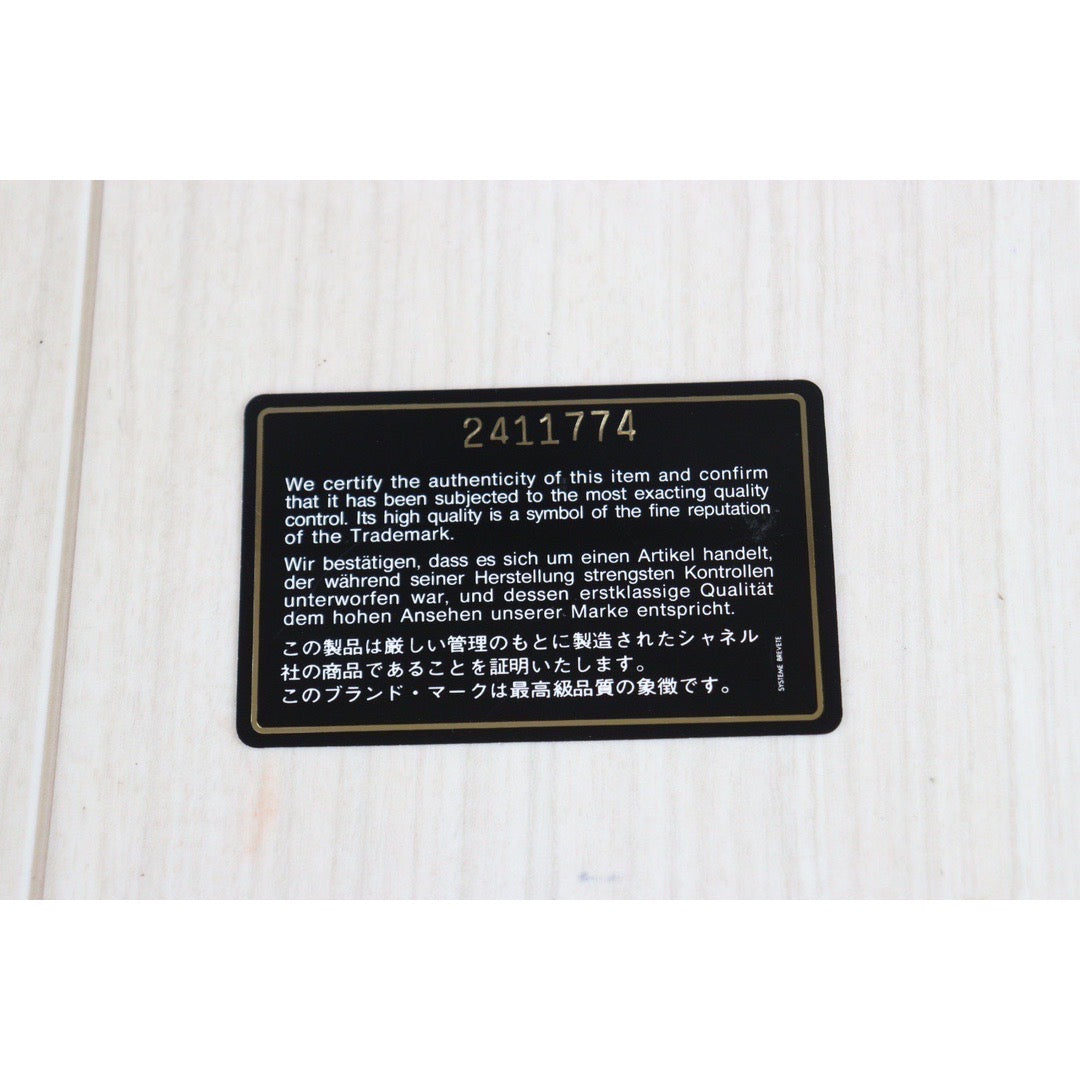 2411774
We certify the authenticity of this item and confirm
that it has been subjected to the most exacting quality
control. Its high quality is a symbol of the fine reputation
of the Trademark.
Wir bestätigen, dass es sich um einen Artikel handelt,
der während seiner Herstellung strengsten Kontrollen
unterworfen war, und dessen erstklassige Qualität
dem hohen Ansehen unserer Marke entspricht.
この製品は厳しい管理のもとに製造されたシャネル
社の商品であることを証明いたします。
このブランド・マークは最高級品質の象徴です。
SYSTEME BREVETE